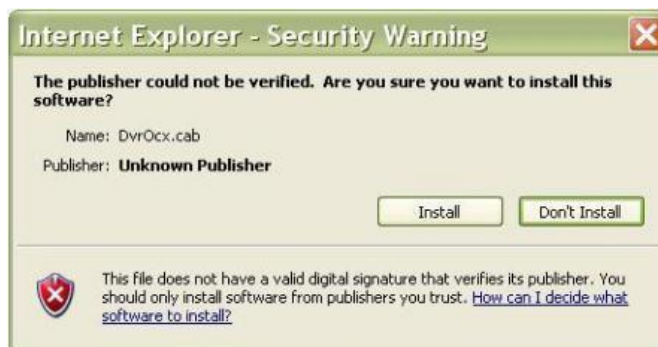 Internet Explorer - Security Warning
The publisher could not be verified.  Are you sure you want to install this
software?
Name: DvrOcx.cab
Publisher: Unknown Publisher
Install
Don't Install
This file does not have a valid digital signature that verifies its publisher. You
should only install software from publishers you trust. How can I decide what
software to install?